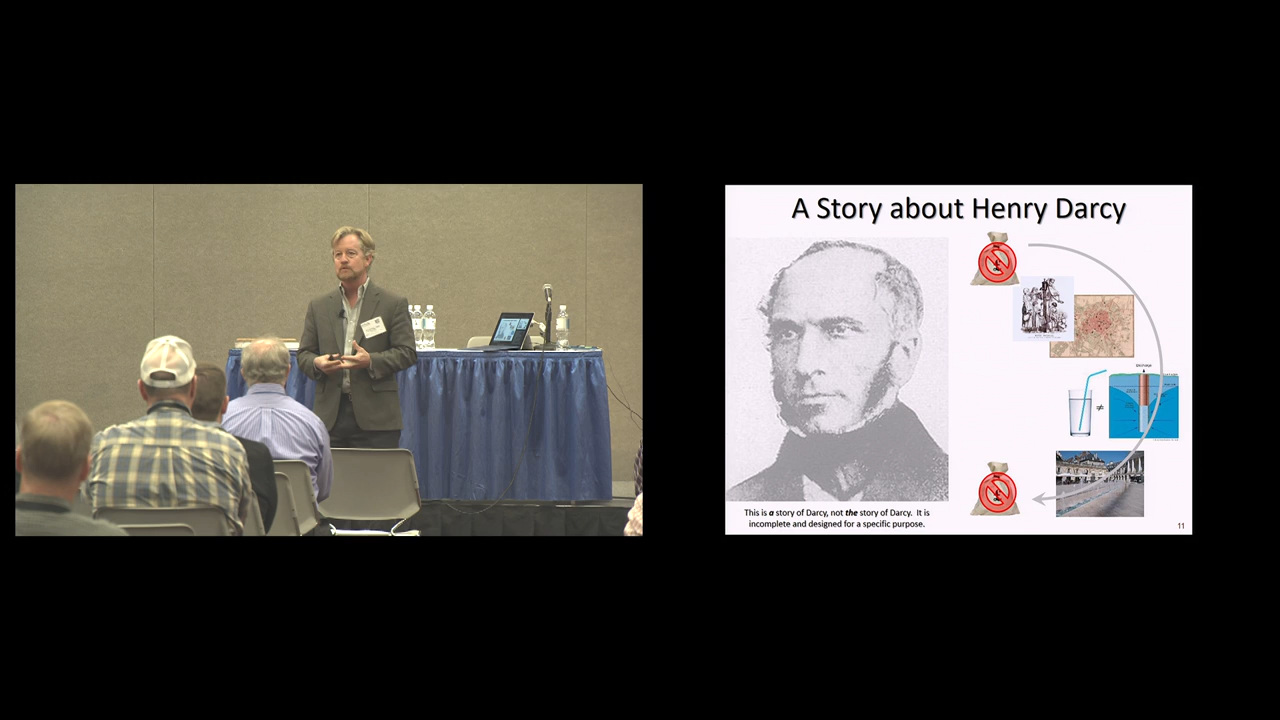 A Story about Henry Darcy
≠
This is a story of Darcy, not the story of Darcy. It is
incomplete and designed for a specific purpose.
11